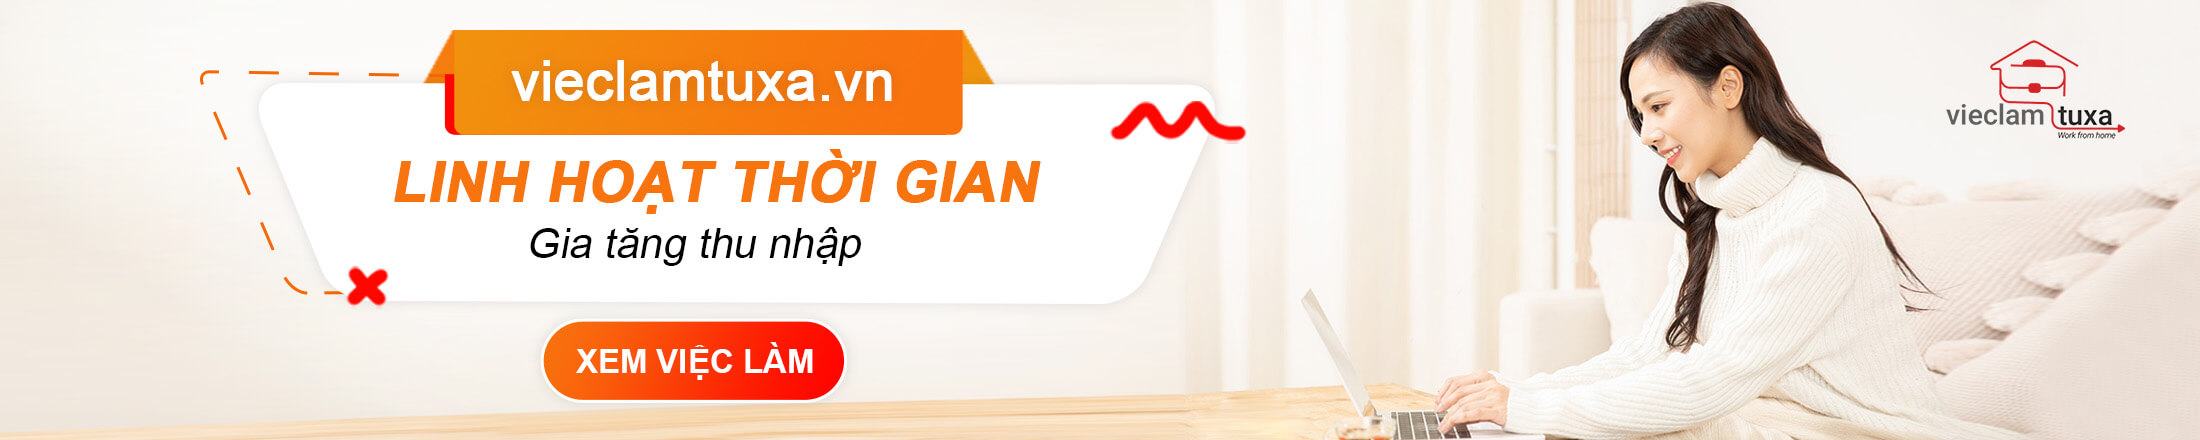 vieclamtuxa.vn
LINH HOẠT THỜI GIAN
Gia tăng thu nhập
XEM VIỆC LÀM
vieclam tuxa
Work from home